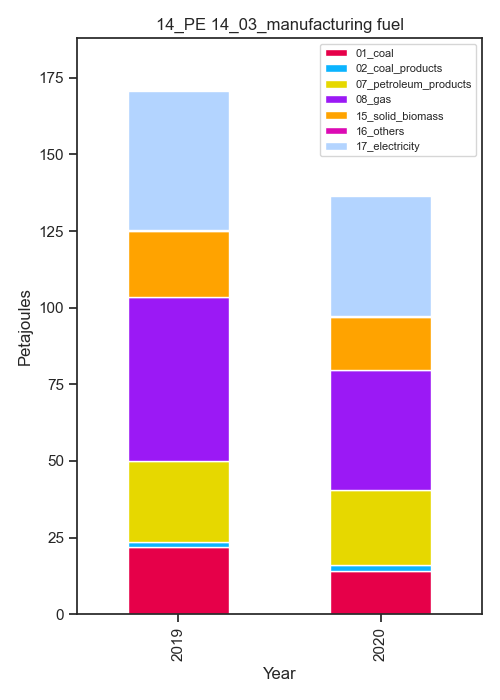 14_PE 14_03_manufacturing fuel
01_coal
02_coal_products
07_petroleum_products
08_gas
15_solid_biomass
16_others
17_electricity
175
150
125
100
75
50
25
0
Petajoules
2019
2020
Year